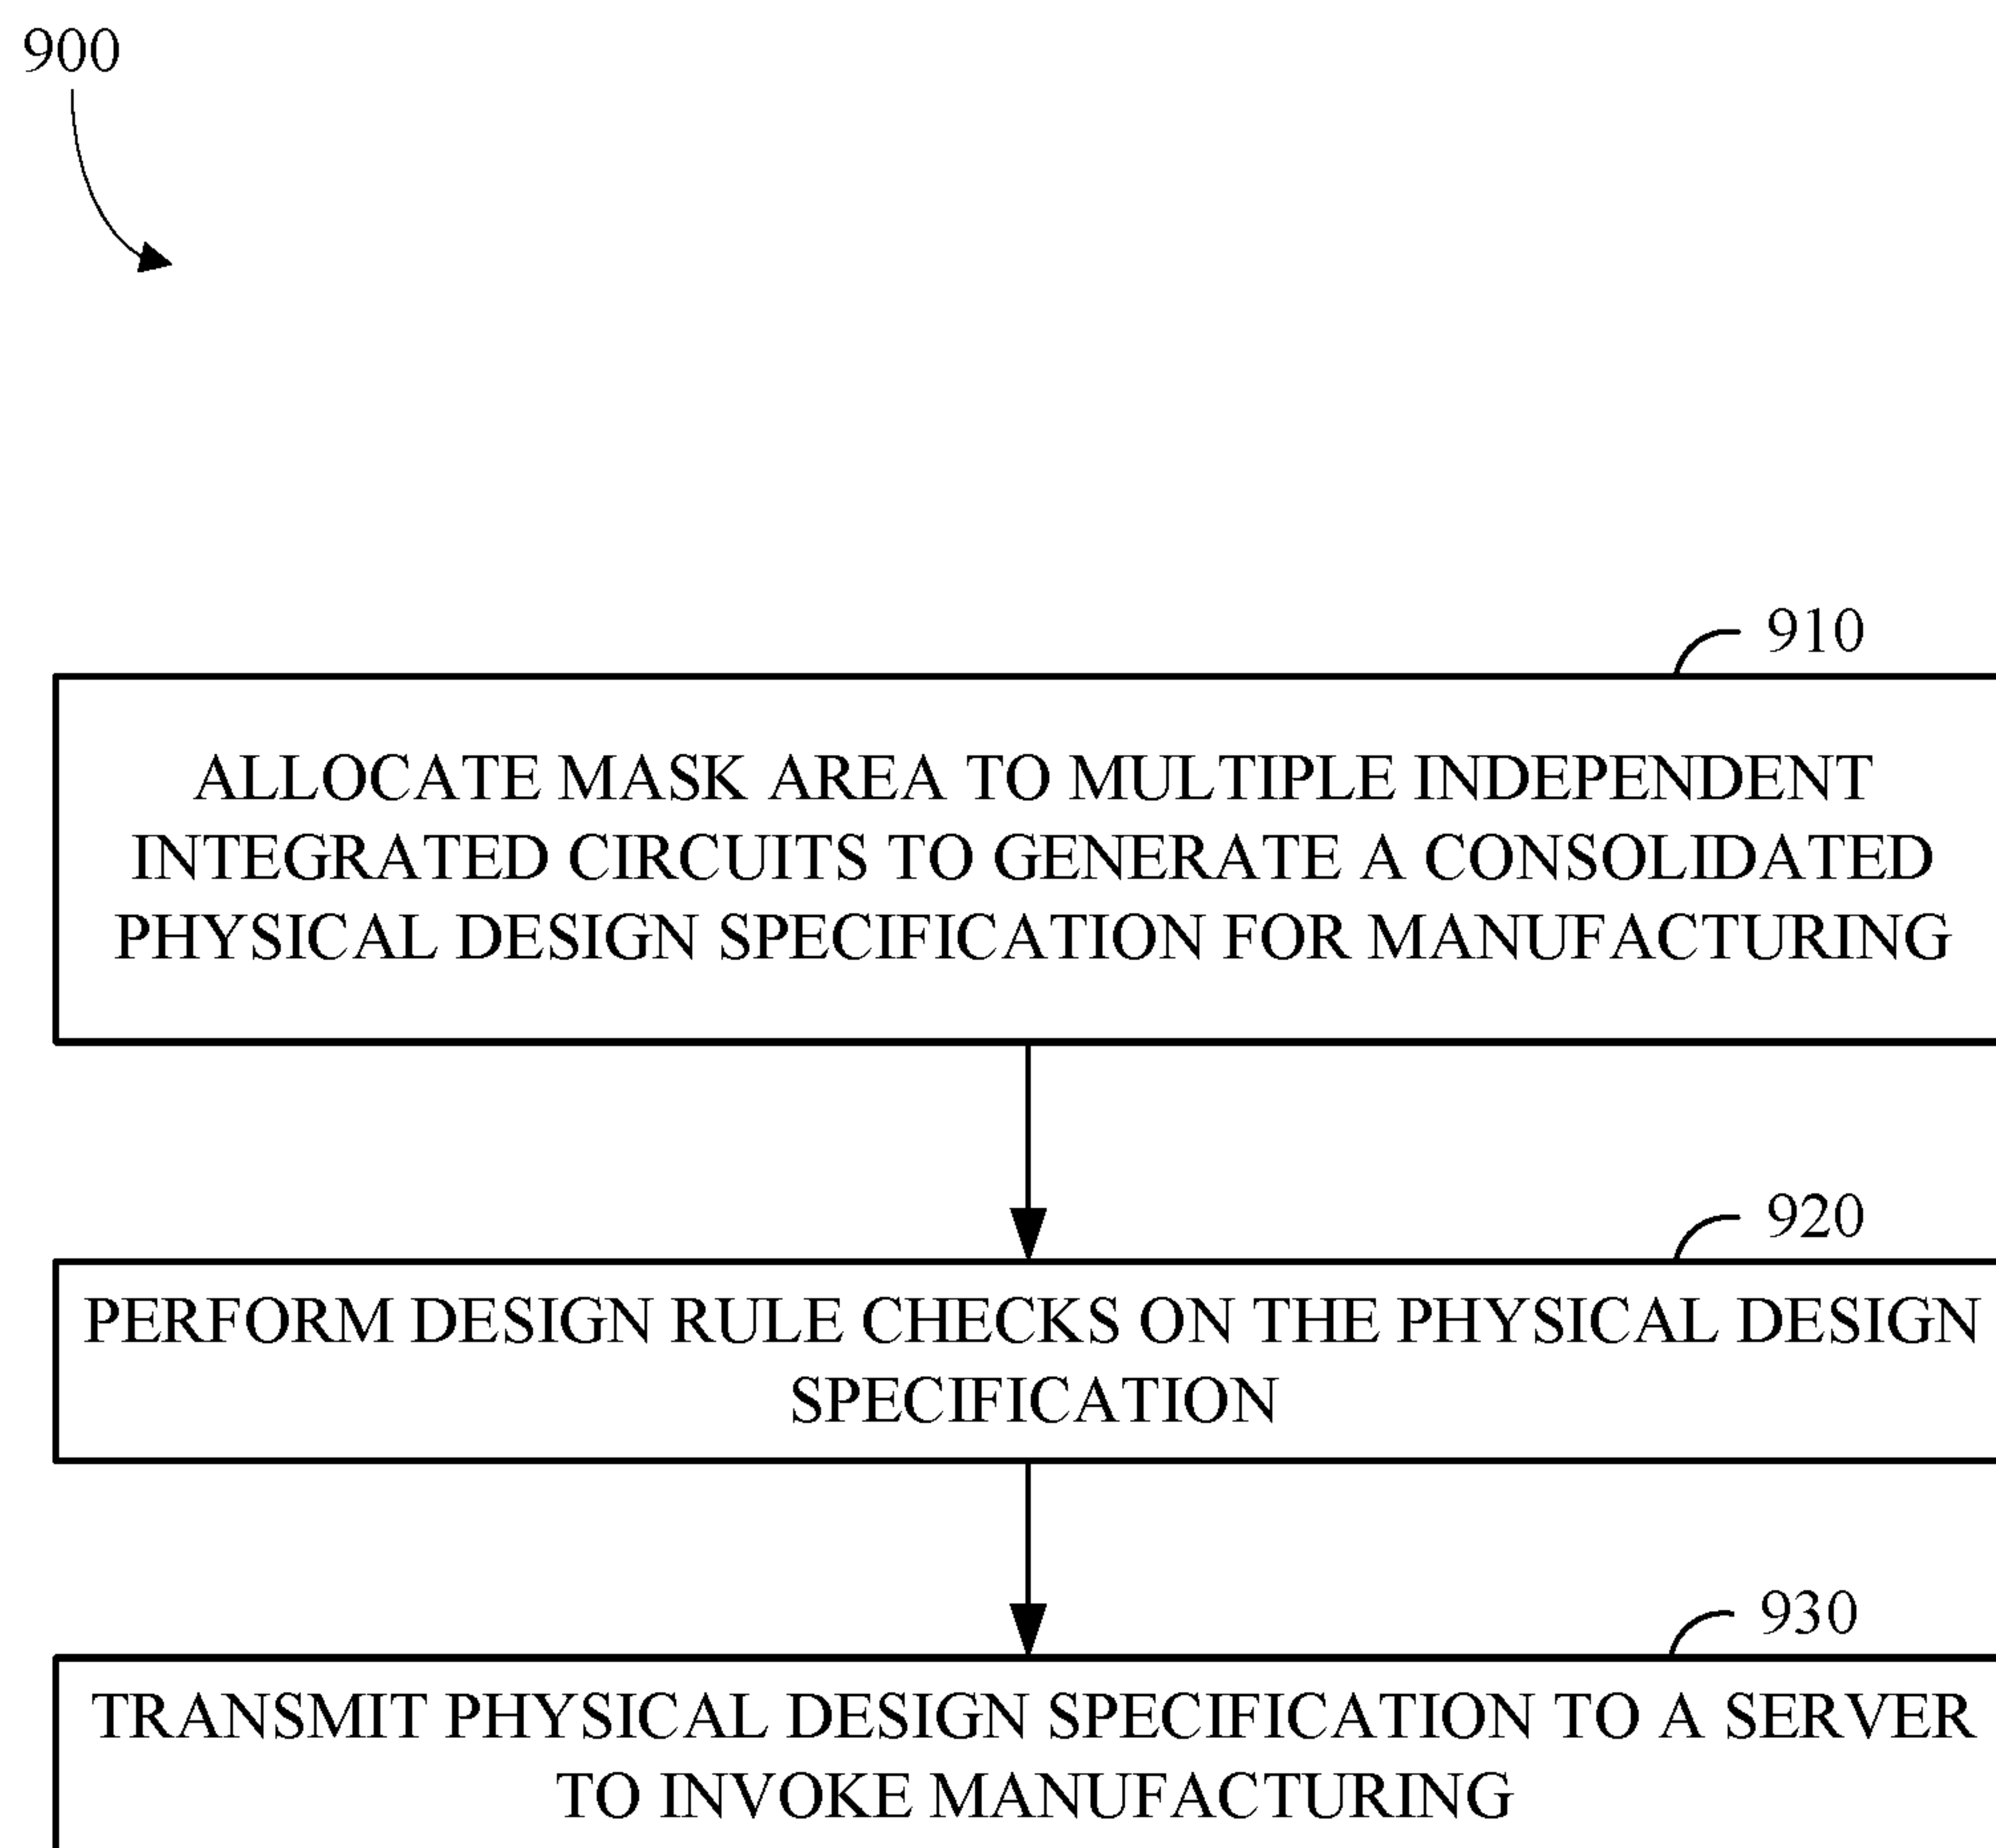 900
910
ALLOCATE MASK AREA TO MULTIPLE INDEPENDENT
INTEGRATED CIRCUITS TO GENERATE A CONSOLIDATED
PHYSICAL DESIGN SPECIFICATION FOR MANUFACTURING
920
PERFORM DESIGN RULE CHECKS ON THE PHYSICAL DESIGN
SPECIFICATION
930
TRANSMIT PHYSICAL DESIGN SPECIFICATION TO A SERVER
TO INVOKE MANUFACTURING